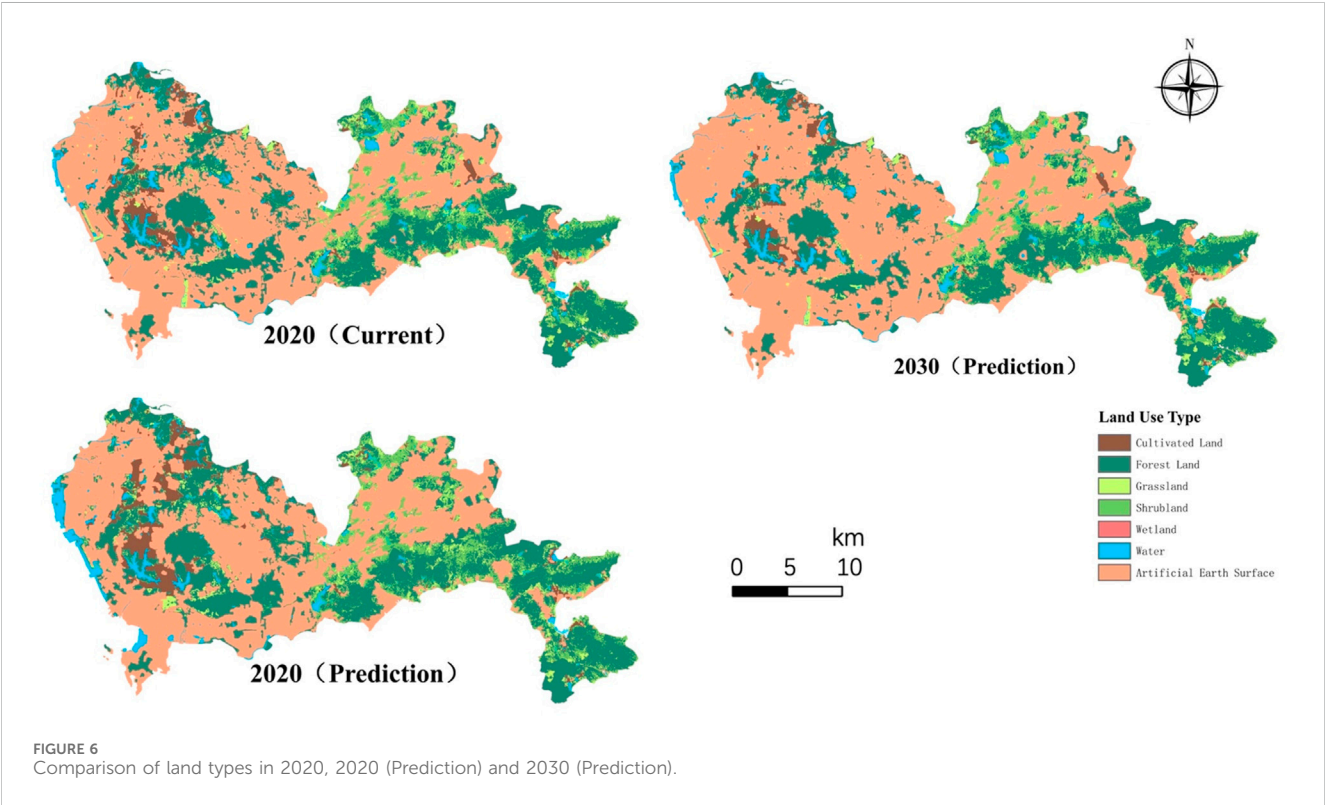 N
2020（Current）
2030（Prediction）
2020（Prediction）
Land Use Type
Cultivated Land
Forest Land
Grassland
Shrubland
Wetland
Water
Artificial Earth Surface
km
0 5 10
FIGURE 6
Comparison of land types in 2020, 2020 (Prediction) and 2030 (Prediction).